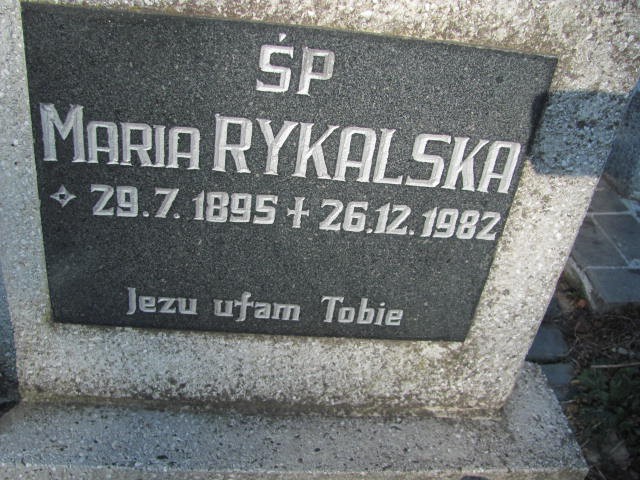 ŚP
MARIA RYKALSKA
29.7.1895 + 26.12.1982
Jezu ufam Tobie